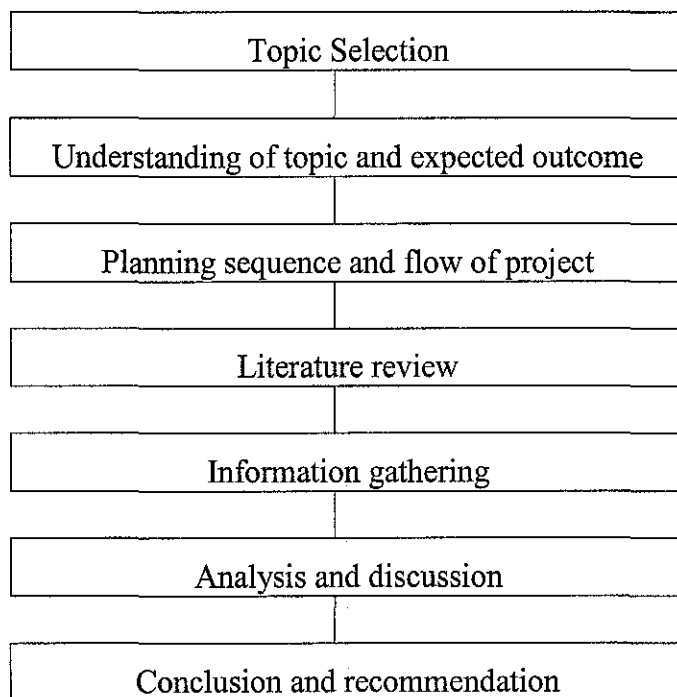 Topic Selection
Understanding of topic and expected outcome
Planning sequence and flow of project
Literature review
Information gathering
Analysis and discussion
Conclusion and recommendation